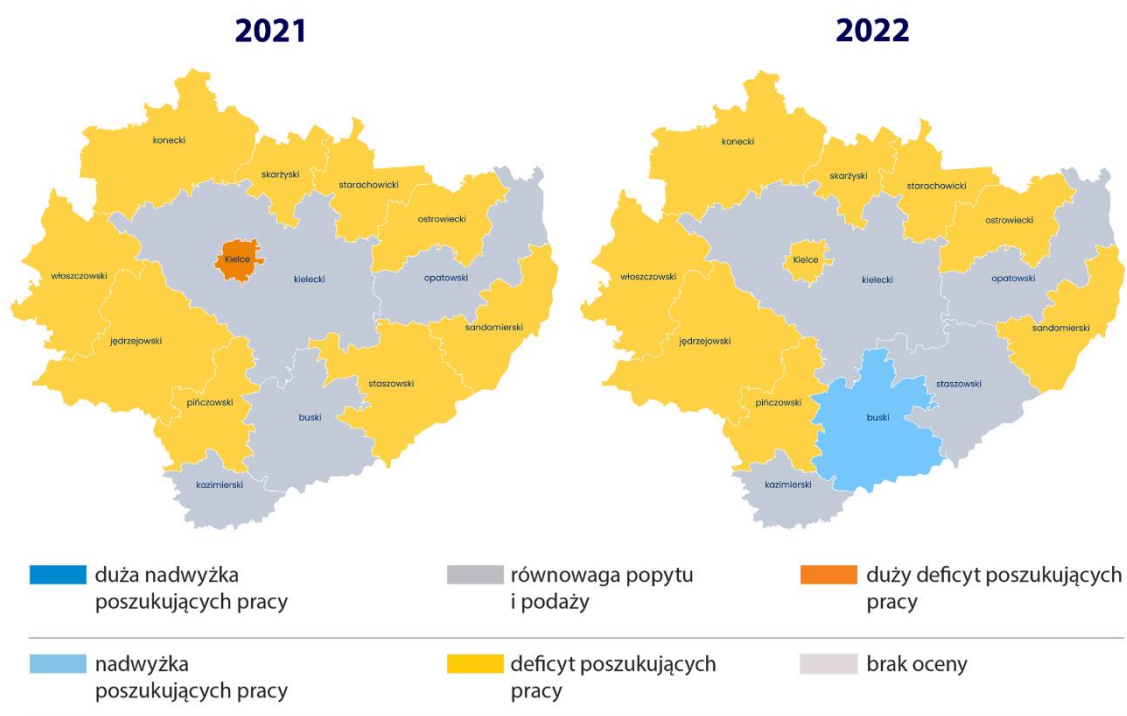 2021
2022
konecki
skarżyski
starachowicki
ostrowiecki
Kielce
włoszczowski
kielecki
opatowski
sandomierski
jędrzejowski
staszowski
pińczowski
buski
kazimierski
konecki
skarżyski
starachowicki
ostrowiecki
Kielce
włoszczowski
kielecki
opatowski
sandomierski
jędrzejowski
staszowski
pińczowski
buski
kazimierski
duża nadwyżka
poszukujących pracy
równowaga popytu
i podaży
duży deficyt poszukujących
pracy
nadwyżka
poszukujących pracy
deficyt poszukujących
pracy
brak oceny